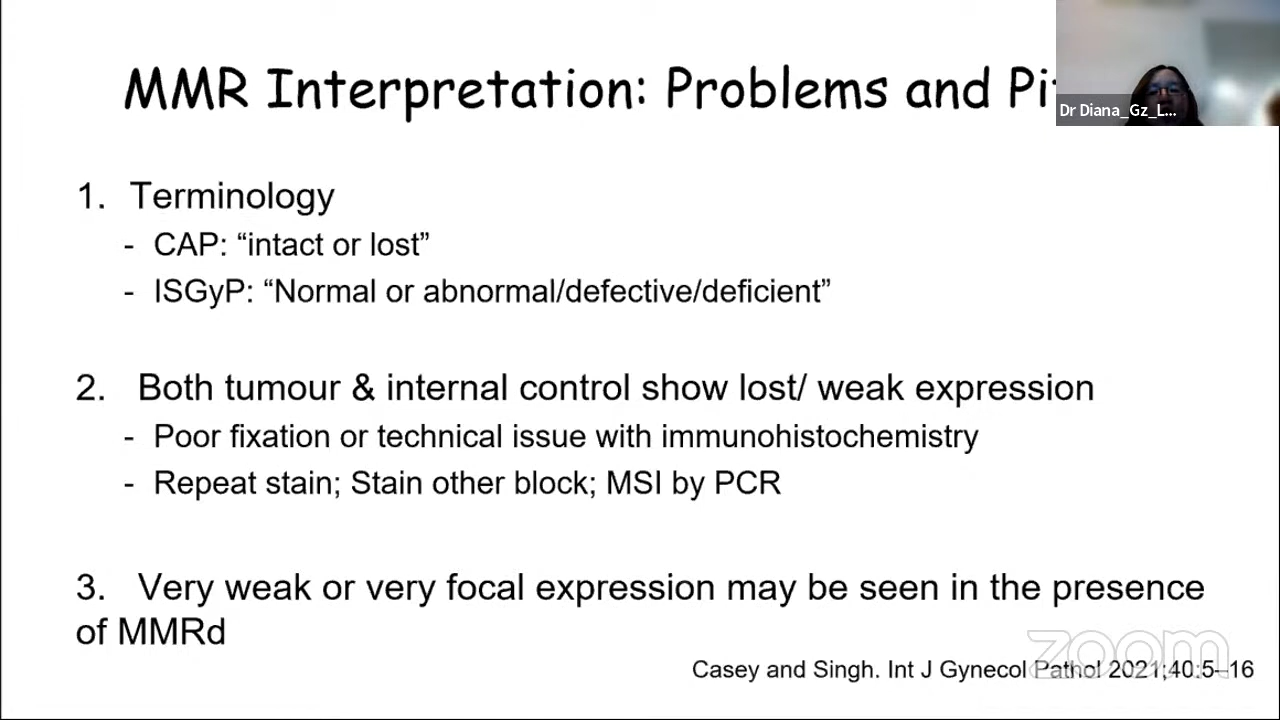 MMR Interpretation: Problems and Pi
Dr Diana_Gz_L...
1. Terminology
- CAP: “intact or lost”
- ISGyP: “Normal or abnormal/defective/deficient”
2. Both tumour & internal control show lost/ weak expression
- Poor fixation or technical issue with immunohistochemistry
- Repeat stain; Stain other block; MSI by PCR
3. Very weak or very focal expression may be seen in the presence
of MMRd
zoom
Casey and Singh. Int J Gynecol Pathol 2021;40:5–16